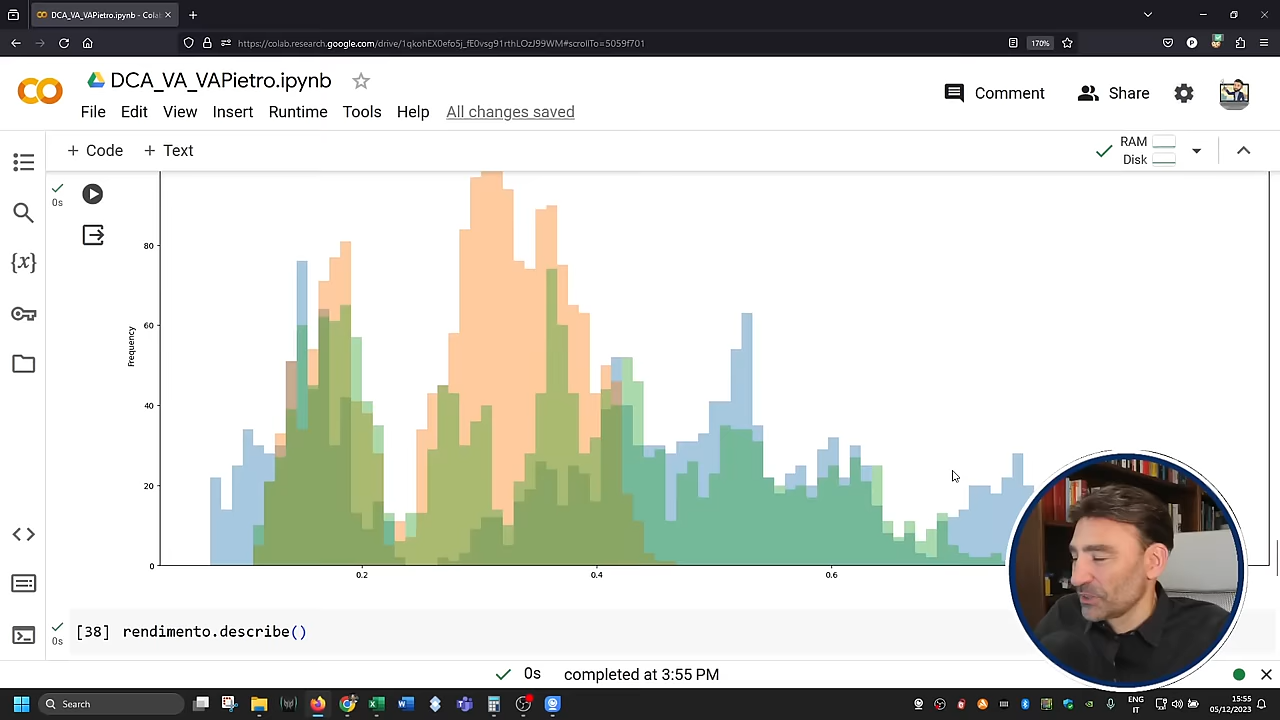 DCA_VA_VAPietro.ipynb - Colab
https://colab.research.google.com/drive/1qkohEX0efo5j_fE0vsg91rthLOzJ99WM#scrollTo=5059f701
170%
DCA_VA_VAPietro.ipynb
Comment
Share
File Edit View Insert Runtime Tools Help All changes saved
+ Code + Text
RAM
Disk
0s
{x}
80
60
40
20
0
Frequency
0.2 0.4 0.6
0s
[38] rendimento.describe()
0s completed at 3:55 PM
Search
ENG
IT
15:55
05/12/2023